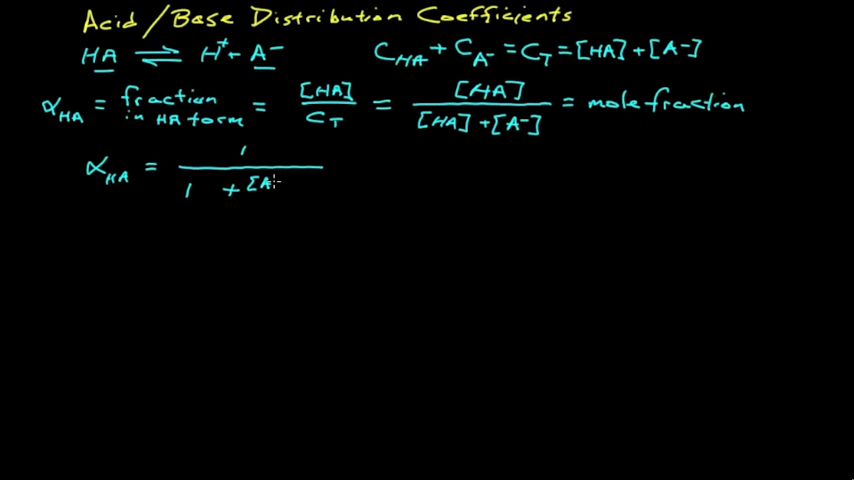 Acid / Base Distribution Coefficients
HA ⇌ H⁺ + A⁻    C_HA + C_A⁻ = C_T = [HA] + [A⁻]
α_HA = fraction in HA form = [HA] / C_T = [HA] / [HA] + [A⁻] = mole fraction
α_HA = 1 / 1 + [A